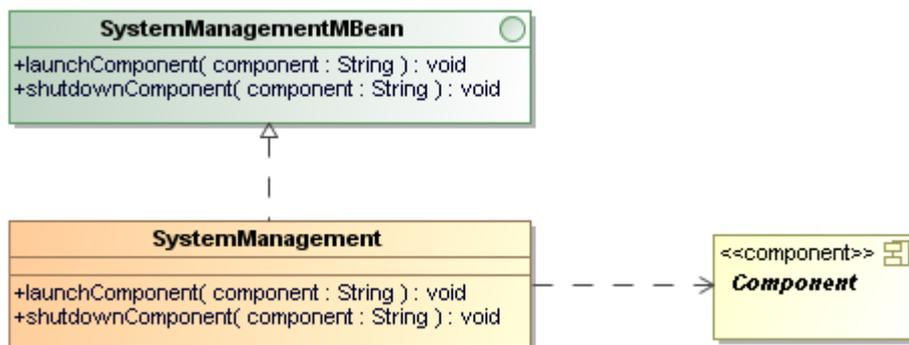 SystemManagementMBean
+launchComponent( component : String ) : void
+shutdownComponent( component : String ) : void
SystemManagement
+launchComponent( component : String ) : void
+shutdownComponent( component : String ) : void
<<component>>
Component